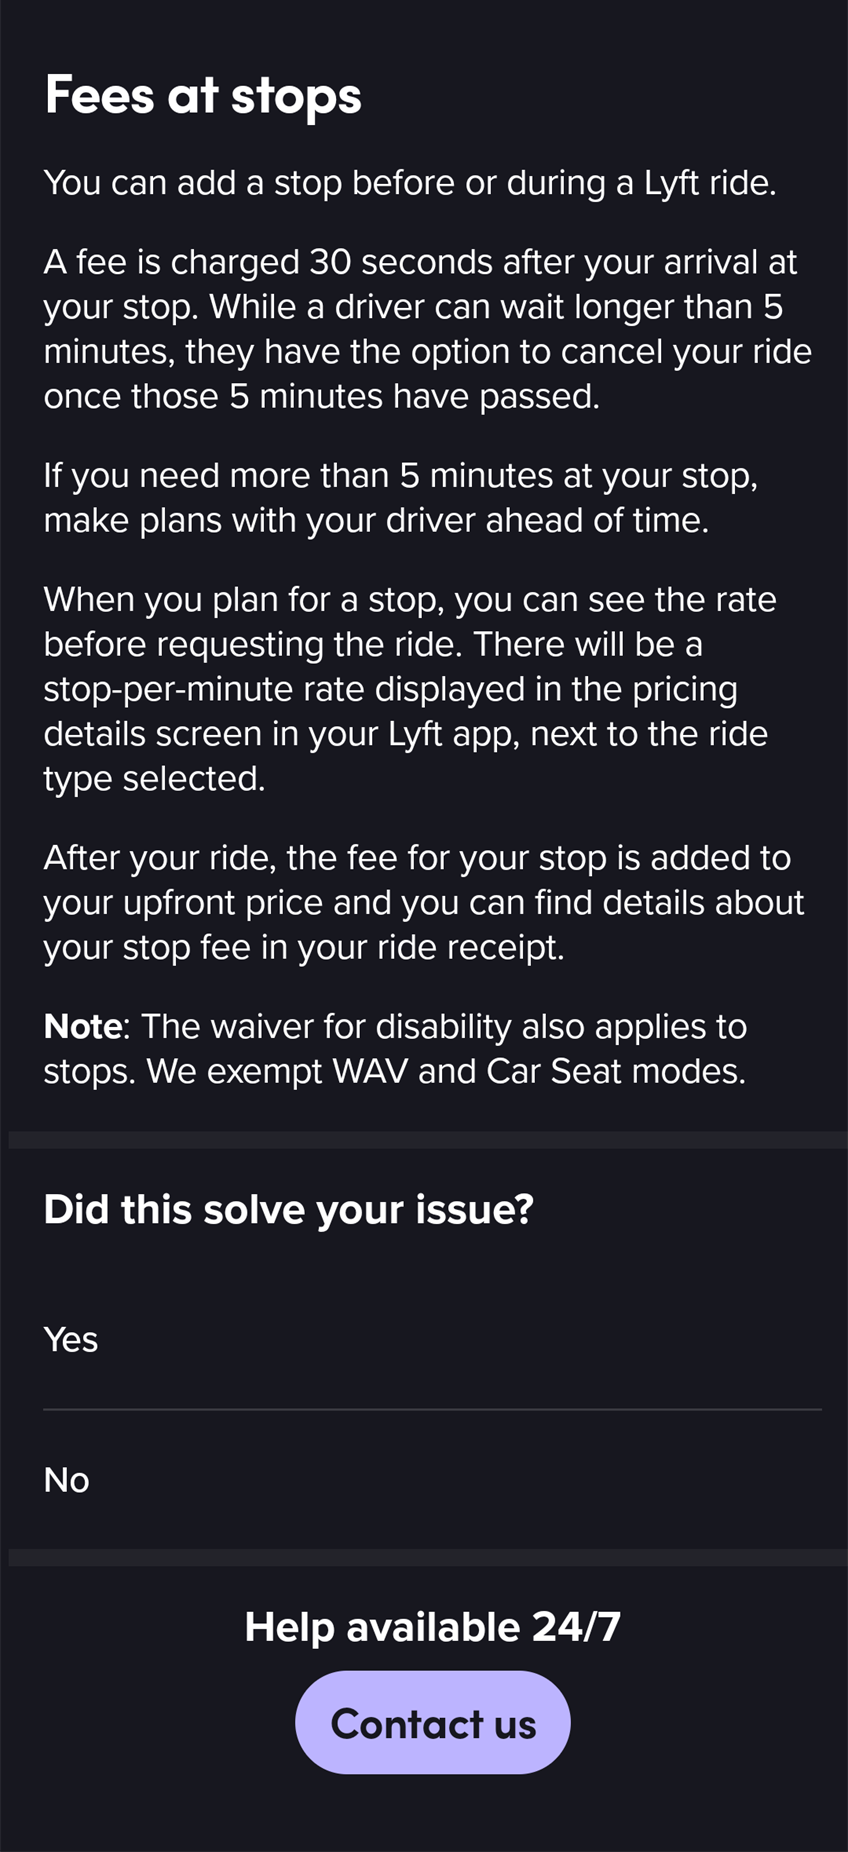 Fees at stops
You can add a stop before or during a Lyft ride.
A fee is charged 30 seconds after your arrival at
your stop. While a driver can wait longer than 5
minutes, they have the option to cancel your ride
once those 5 minutes have passed.
If you need more than 5 minutes at your stop,
make plans with your driver ahead of time.
When you plan for a stop, you can see the rate
before requesting the ride. There will be a
stop-per-minute rate displayed in the pricing
details screen in your Lyft app, next to the ride
type selected.
After your ride, the fee for your stop is added to
your upfront price and you can find details about
your stop fee in your ride receipt.
Note: The waiver for disability also applies to
stops. We exempt WAV and Car Seat modes.
Did this solve your issue?
Yes
No
Help available 24/7
Contact us